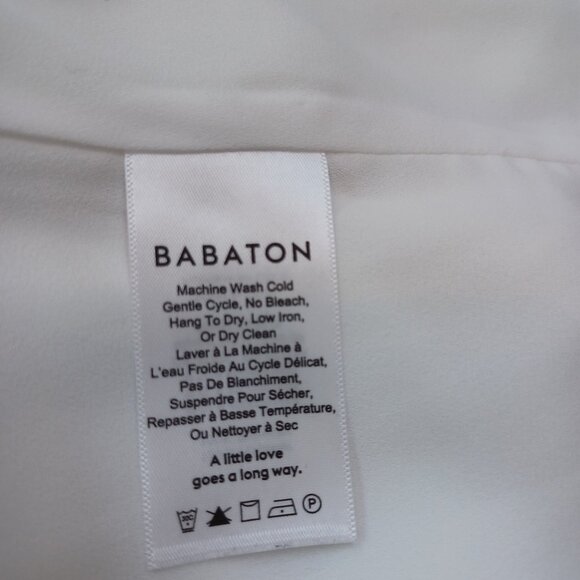 BABATON
Machine Wash Cold
Gentle Cycle, No Bleach,
Hang To Dry, Low Iron,
Or Dry Clean
Laver à La Machine à
L'eau Froide Au Cycle Délicat,
Pas De Blanchiment,
Suspendre Pour Sécher,
Repasser à Basse Température,
Ou Nettoyer à Sec
A little love
goes a long way.
30C P